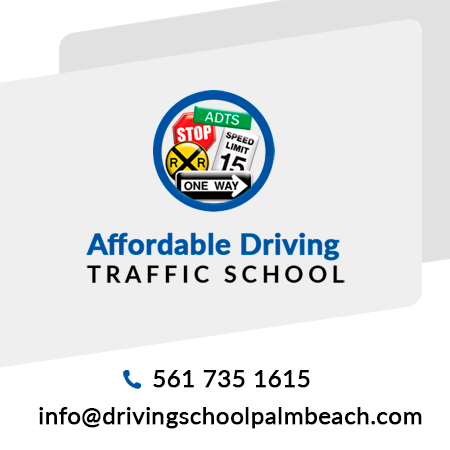 ADTS
STOP
SPEED
LIMIT
15
R R
ONE WAY
Affordable Driving
TRAFFIC SCHOOL
561 735 1615
info@drivingschoolpalmbeach.com